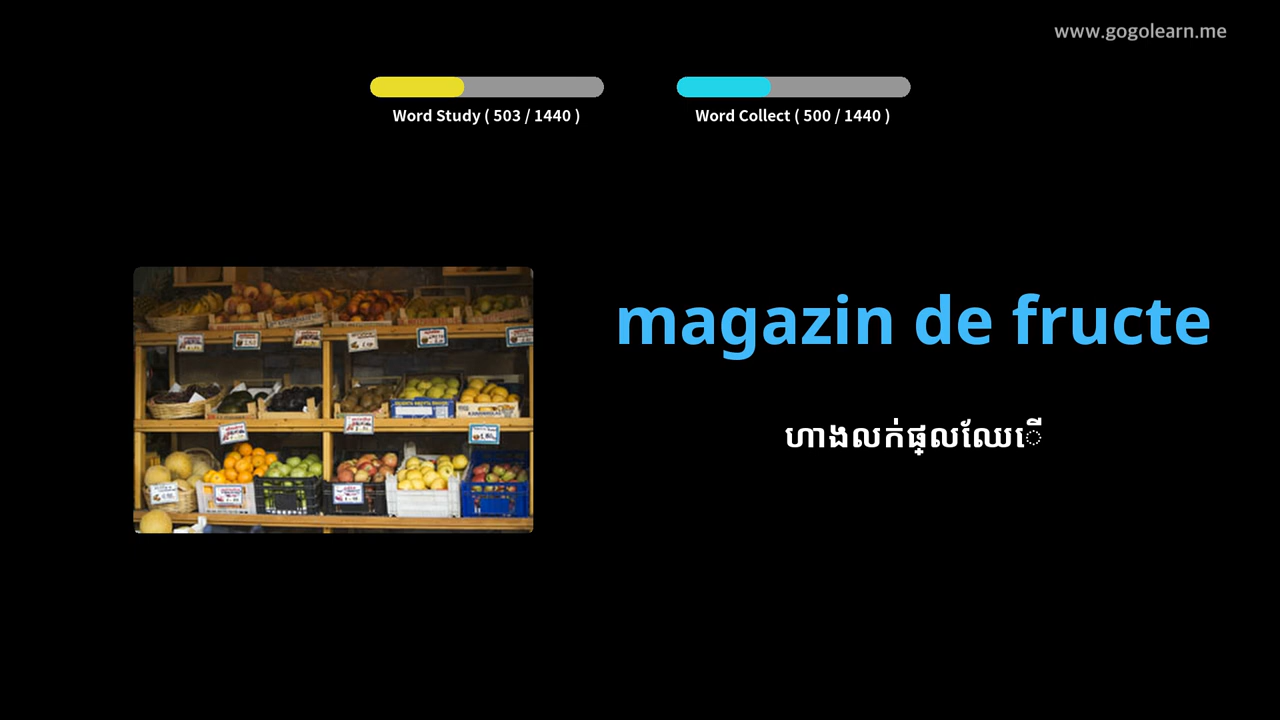 www.gogolearn.me
Word Study ( 503 / 1440 )
Word Collect ( 500 / 1440 )
magazin de fructe
ហាងលក់ផ្លែឈើ